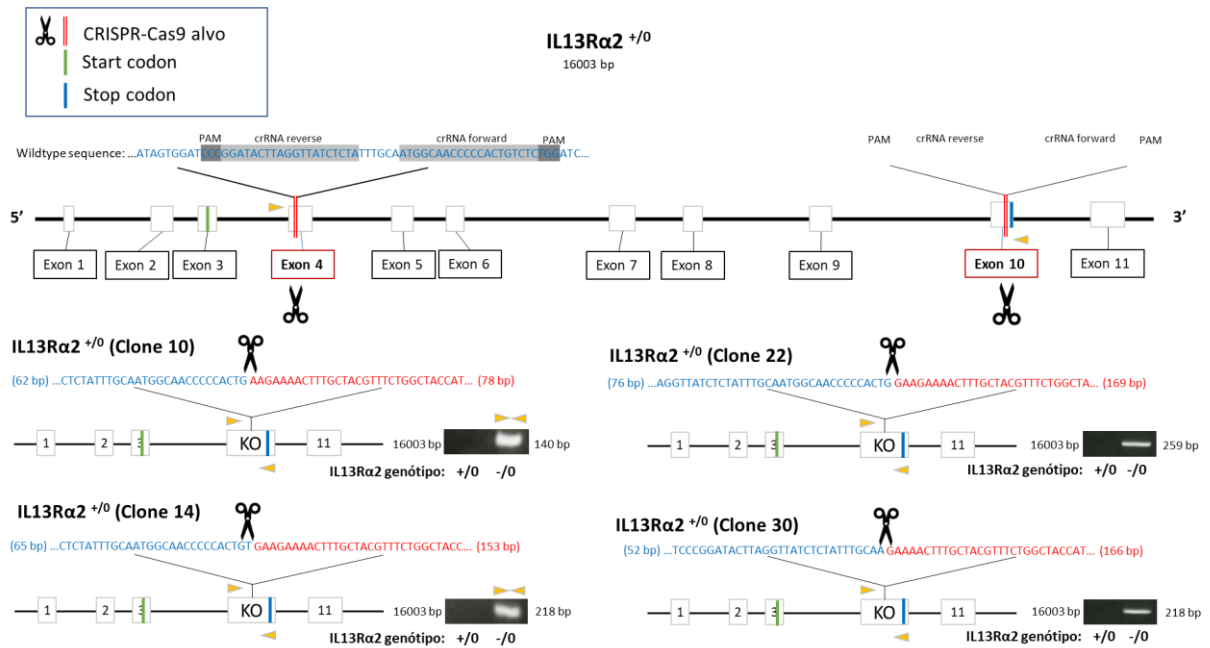 CRISPR-Cas9 alvo
Start codon
Stop codon
IL13Rα2 +/0
16003 bp
PAM crRNA reverse crRNA forward PAM
Wildtype sequence: ...ATAGTGGATCCCGGATACTTAGGTTATCTCTATTTGCAATGGCAACCCCCACTGTCTCTGGATC...
PAM crRNA reverse crRNA forward PAM
5’ 3’
Exon 1 Exon 2 Exon 3 Exon 4 Exon 5 Exon 6 Exon 7 Exon 8 Exon 9 Exon 10 Exon 11
IL13Rα2 +/0 (Clone 10)
(62 bp) ...CTCTATTTGCAATGGCAACCCCCACTG AAGAAAACTTTGCTACGTTTCTGGCTACCAT... (78 bp)
1 2 3 KO 11 16003 bp 140 bp
IL13Rα2 genótipo: +/0 -/0
IL13Rα2 +/0 (Clone 22)
(76 bp) ...AGGTTATCTCTATTTGCAATGGCAACCCCCACTG GAAGAAAACTTTGCTACGTTTCTGGCTA... (169 bp)
1 2 3 KO 11 16003 bp 259 bp
IL13Rα2 genótipo: +/0 -/0
IL13Rα2 +/0 (Clone 14)
(65 bp) ...CTCTATTTGCAATGGCAACCCCCACTGT GAAGAAAACTTTGCTACGTTTCTGGCTACC... (153 bp)
1 2 3 KO 11 16003 bp 218 bp
IL13Rα2 genótipo: +/0 -/0
IL13Rα2 +/0 (Clone 30)
(52 bp) ...TCCCGGATACTTAGGTTATCTCTATTTGCAA GAAAACTTTGCTACGTTTCTGGCTACCAT... (166 bp)
1 2 3 KO 11 16003 bp 218 bp
IL13Rα2 genótipo: +/0 -/0